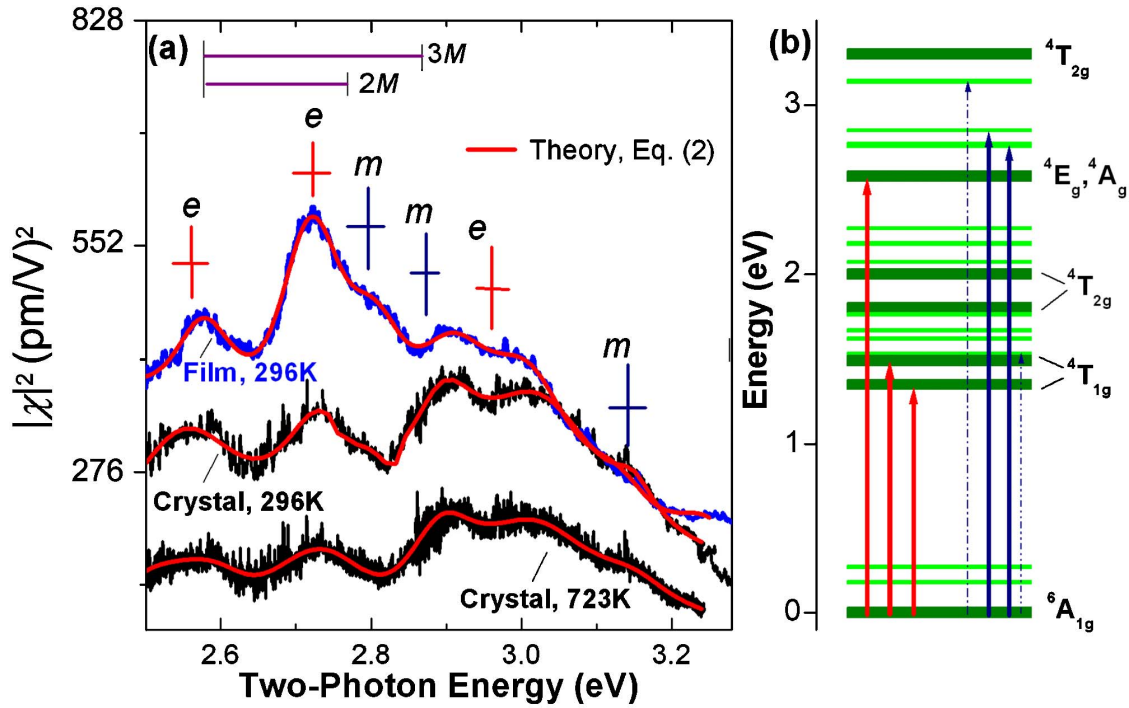 828
552
276
|χ|² (pm/V)²
(a)
3M
2M
e
m
m
e
e
m
Theory, Eq. (2)
Film, 296K
Crystal, 296K
Crystal, 723K
2.6 2.8 3.0 3.2
Two-Photon Energy (eV)
(b)
3
2
1
0
Energy (eV)
⁴T₂g
⁴Eg,⁴Ag
⁴T₂g
⁴T₁g
⁶A₁g